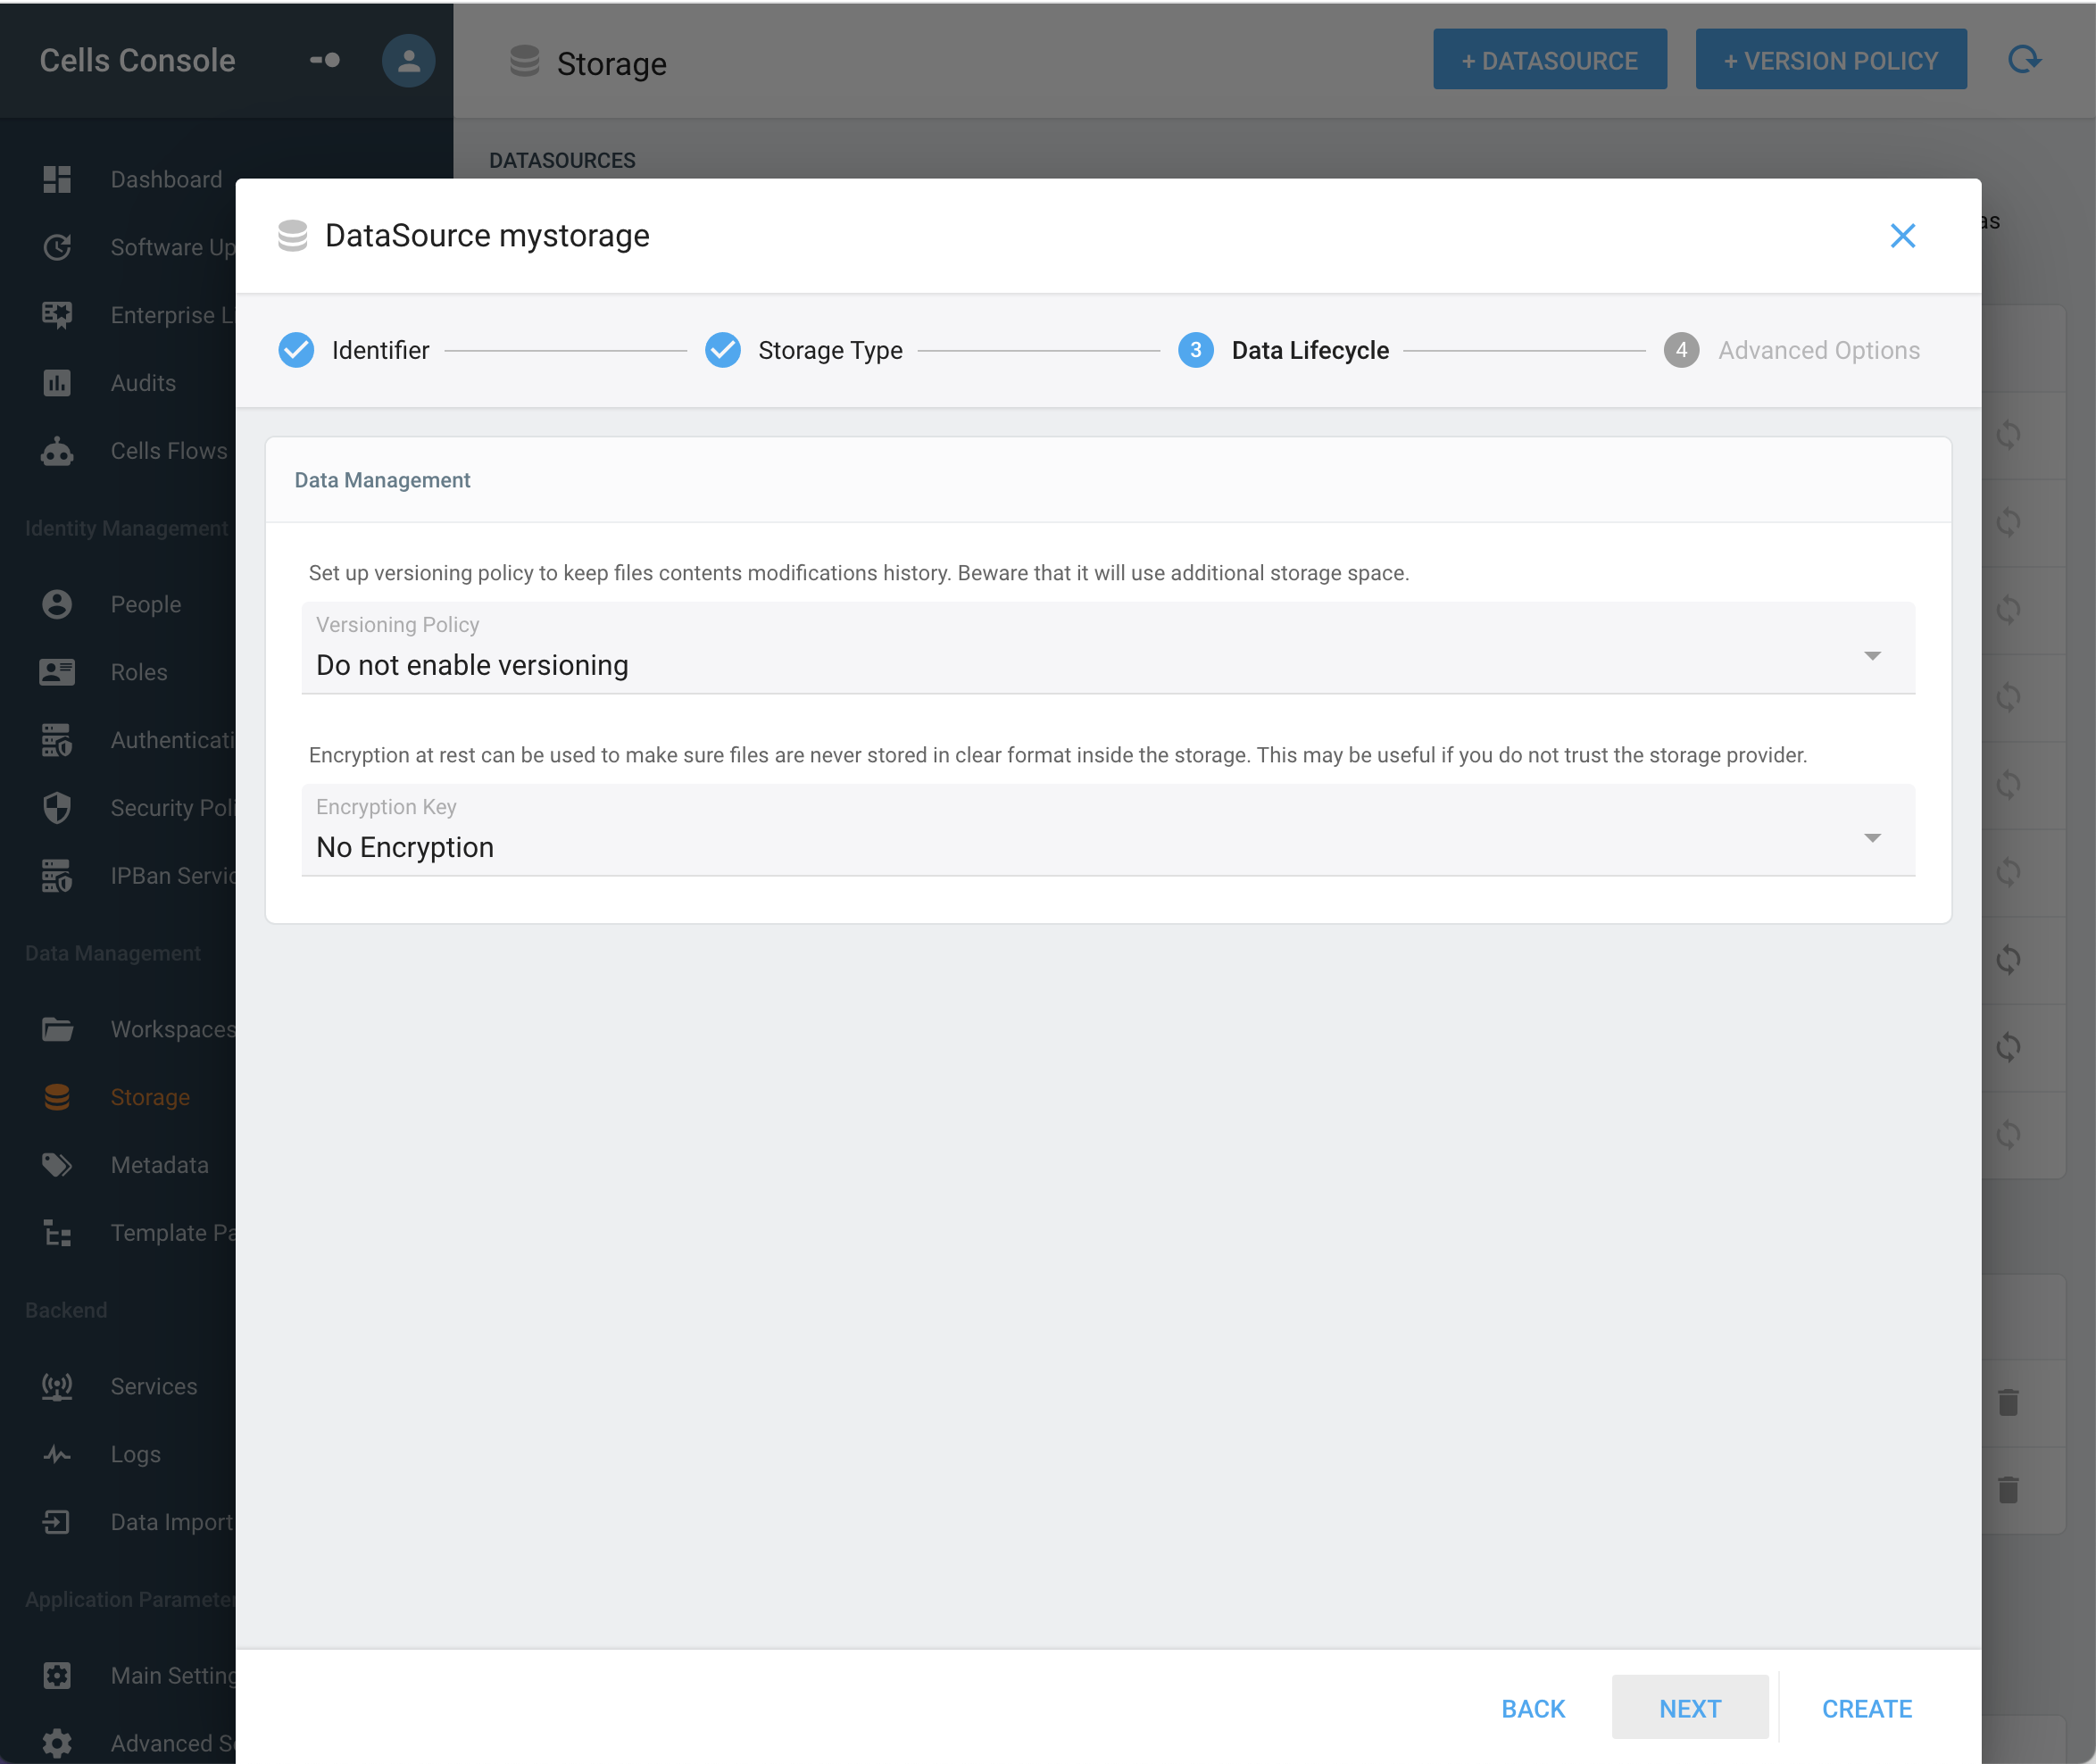 Cells Console
Storage
+ DATASOURCE
+ VERSION POLICY
DATASOURCES
Dashboard
Software Up
Enterprise Li
Audits
Cells Flows
Identity Management
People
Roles
Authenticati
Security Poli
IPBan Servic
Data Management
Workspaces
Storage
Metadata
Template Pa
Backend
Services
Logs
Data Import
Application Parameter
Main Setting
Advanced S
DataSource mystorage
Identifier
Storage Type
3 Data Lifecycle
4 Advanced Options
Data Management
Set up versioning policy to keep files contents modifications history. Beware that it will use additional storage space.
Versioning Policy
Do not enable versioning
Encryption at rest can be used to make sure files are never stored in clear format inside the storage. This may be useful if you do not trust the storage provider.
Encryption Key
No Encryption
BACK
NEXT
CREATE